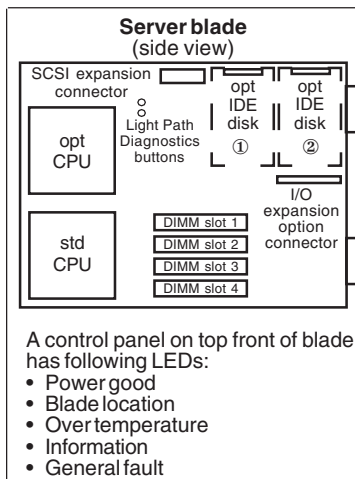 Server blade
(side view)
SCSI expansion
connector
opt
IDE
disk
①
opt
IDE
disk
②
Light Path
Diagnostics
buttons
opt
CPU
I/O
expansion
option
connector
std
CPU
DIMM slot 1
DIMM slot 2
DIMM slot 3
DIMM slot 4
A control panel on top front of blade
has following LEDs:
• Power good
• Blade location
• Over temperature
• Information
• General fault